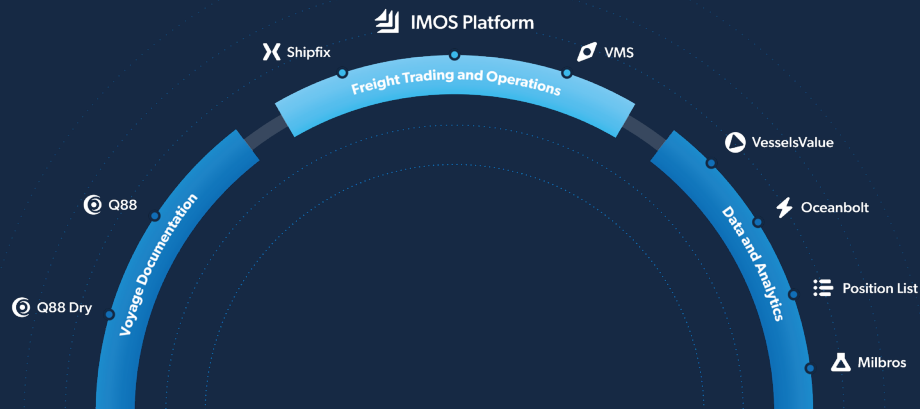 IMOS Platform
Shipfix
VMS
Freight Trading and Operations
VesselsValue
Q88
Oceanbolt
Voyage Documentation
Data and Analytics
Position List
Q88 Dry
Milbros